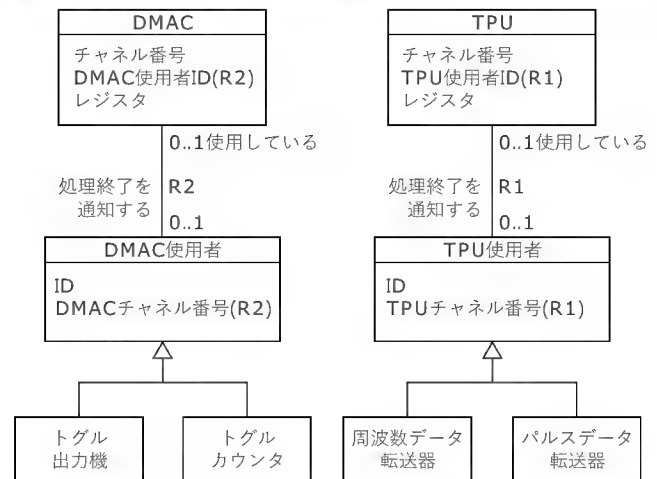 DMAC
チャネル番号
DMAC使用者ID(R2)
レジスタ
0..1使用している
処理終了を
通知する
R2
0..1
DMAC使用者
ID
DMACチャネル番号(R2)
トグル
出力機
トグル
カウンタ
TPU
チャネル番号
TPU使用者ID(R1)
レジスタ
0..1使用している
処理終了を
通知する
R1
0..1
TPU使用者
ID
TPUチャネル番号(R1)
周波数データ
転送器
パルスデータ
転送器